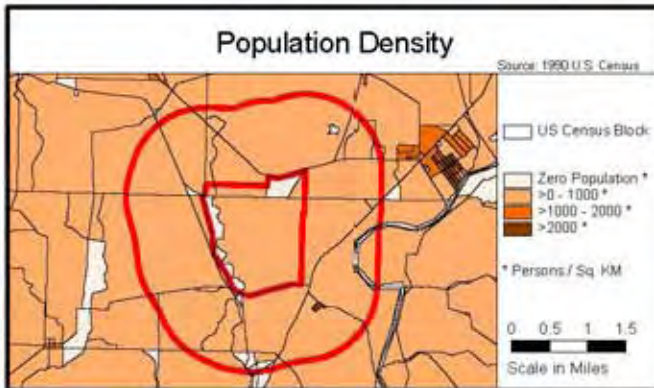 Population Density
Source: 1990 U.S. Census
US Census Block
Zero Population *
>0 - 1000 *
>1000 - 2000 *
>2000 *
* Persons / Sq. KM
0 0.5 1 1.5
Scale in Miles